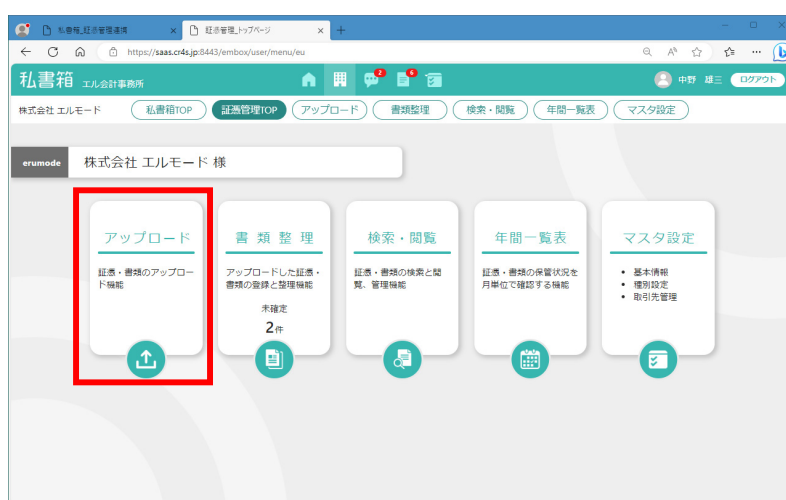 私書箱_証憑管理連携
証憑管理_トップページ
https://saas.cr4s.jp:8443/embox/user/menu/eu
私書箱 エル会計事務所
2
6
中野 雄三 ログアウト
株式会社 エルモード 私書箱TOP 証憑管理TOP アップロード 書類整理 検索・閲覧 年間一覧表 マスタ設定
erumode 株式会社 エルモード 様
アップロード
証憑・書類のアップロー
ド機能
書類整理
アップロードした証憑・
書類の登録と整理機能
未確定
2件
検索・閲覧
証憑・書類の検索と閲
覧、管理機能
年間一覧表
証憑・書類の保管状況を
月単位で確認する機能
マスタ設定
• 基本情報
• 種別設定
• 取引先管理